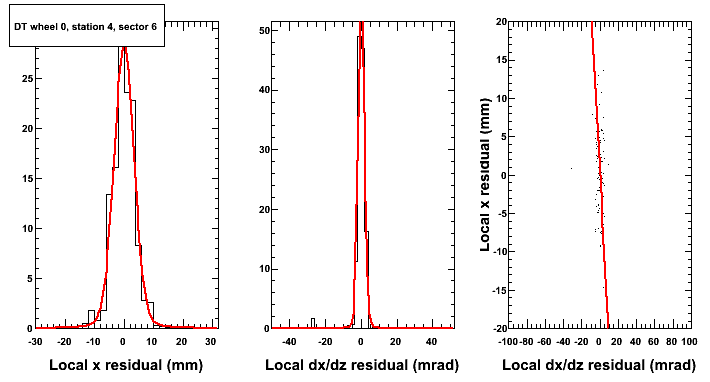 DT wheel 0, station 4, sector 6
25
20
15
10
5
0
-30 -20 -10 0 10 20 30
Local x residual (mm)
50
40
30
20
10
0
-40 -20 0 20 40
Local dx/dz residual (mrad)
Local x residual (mm)
20
15
10
5
0
-5
-10
-15
-20
-100 -80 -60 -40 -20 0 20 40 60 80 100
Local dx/dz residual (mrad)